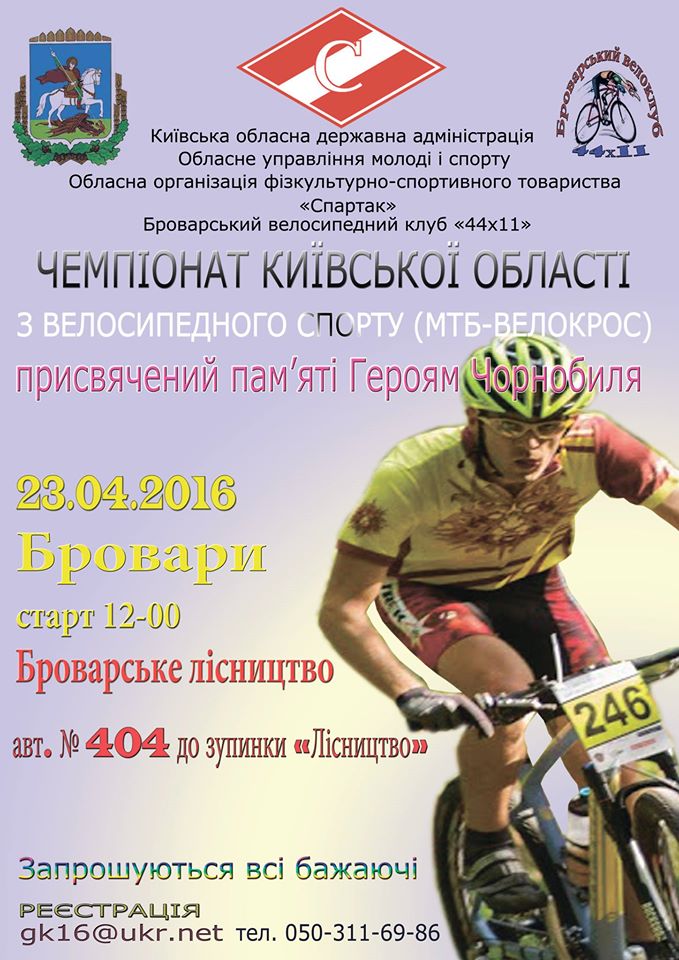 С
Броварський велоклуб
44x11
Київська обласна державна адміністрація
Обласне управління молоді і спорту
Обласна організація фізкультурно-спортивного товариства
«Спартак»
Броварський велосипедний клуб «44х11»
ЧЕМПІОНАТ КИЇВСЬКОЇ ОБЛАСТІ
З ВЕЛОСИПЕДНОГО СПОРТУ (МТБ-ВЕЛОКРОС)
присвячений пам’яті Героям Чорнобиля
23.04.2016
Бровари
старт 12-00
Броварське лісництво
авт. № 404 до зупинки «Лісництво»
TREK
246
Запрошуються всі бажаючі
РЕЄСТРАЦІЯ
gk16@ukr.net тел. 050-311-69-86